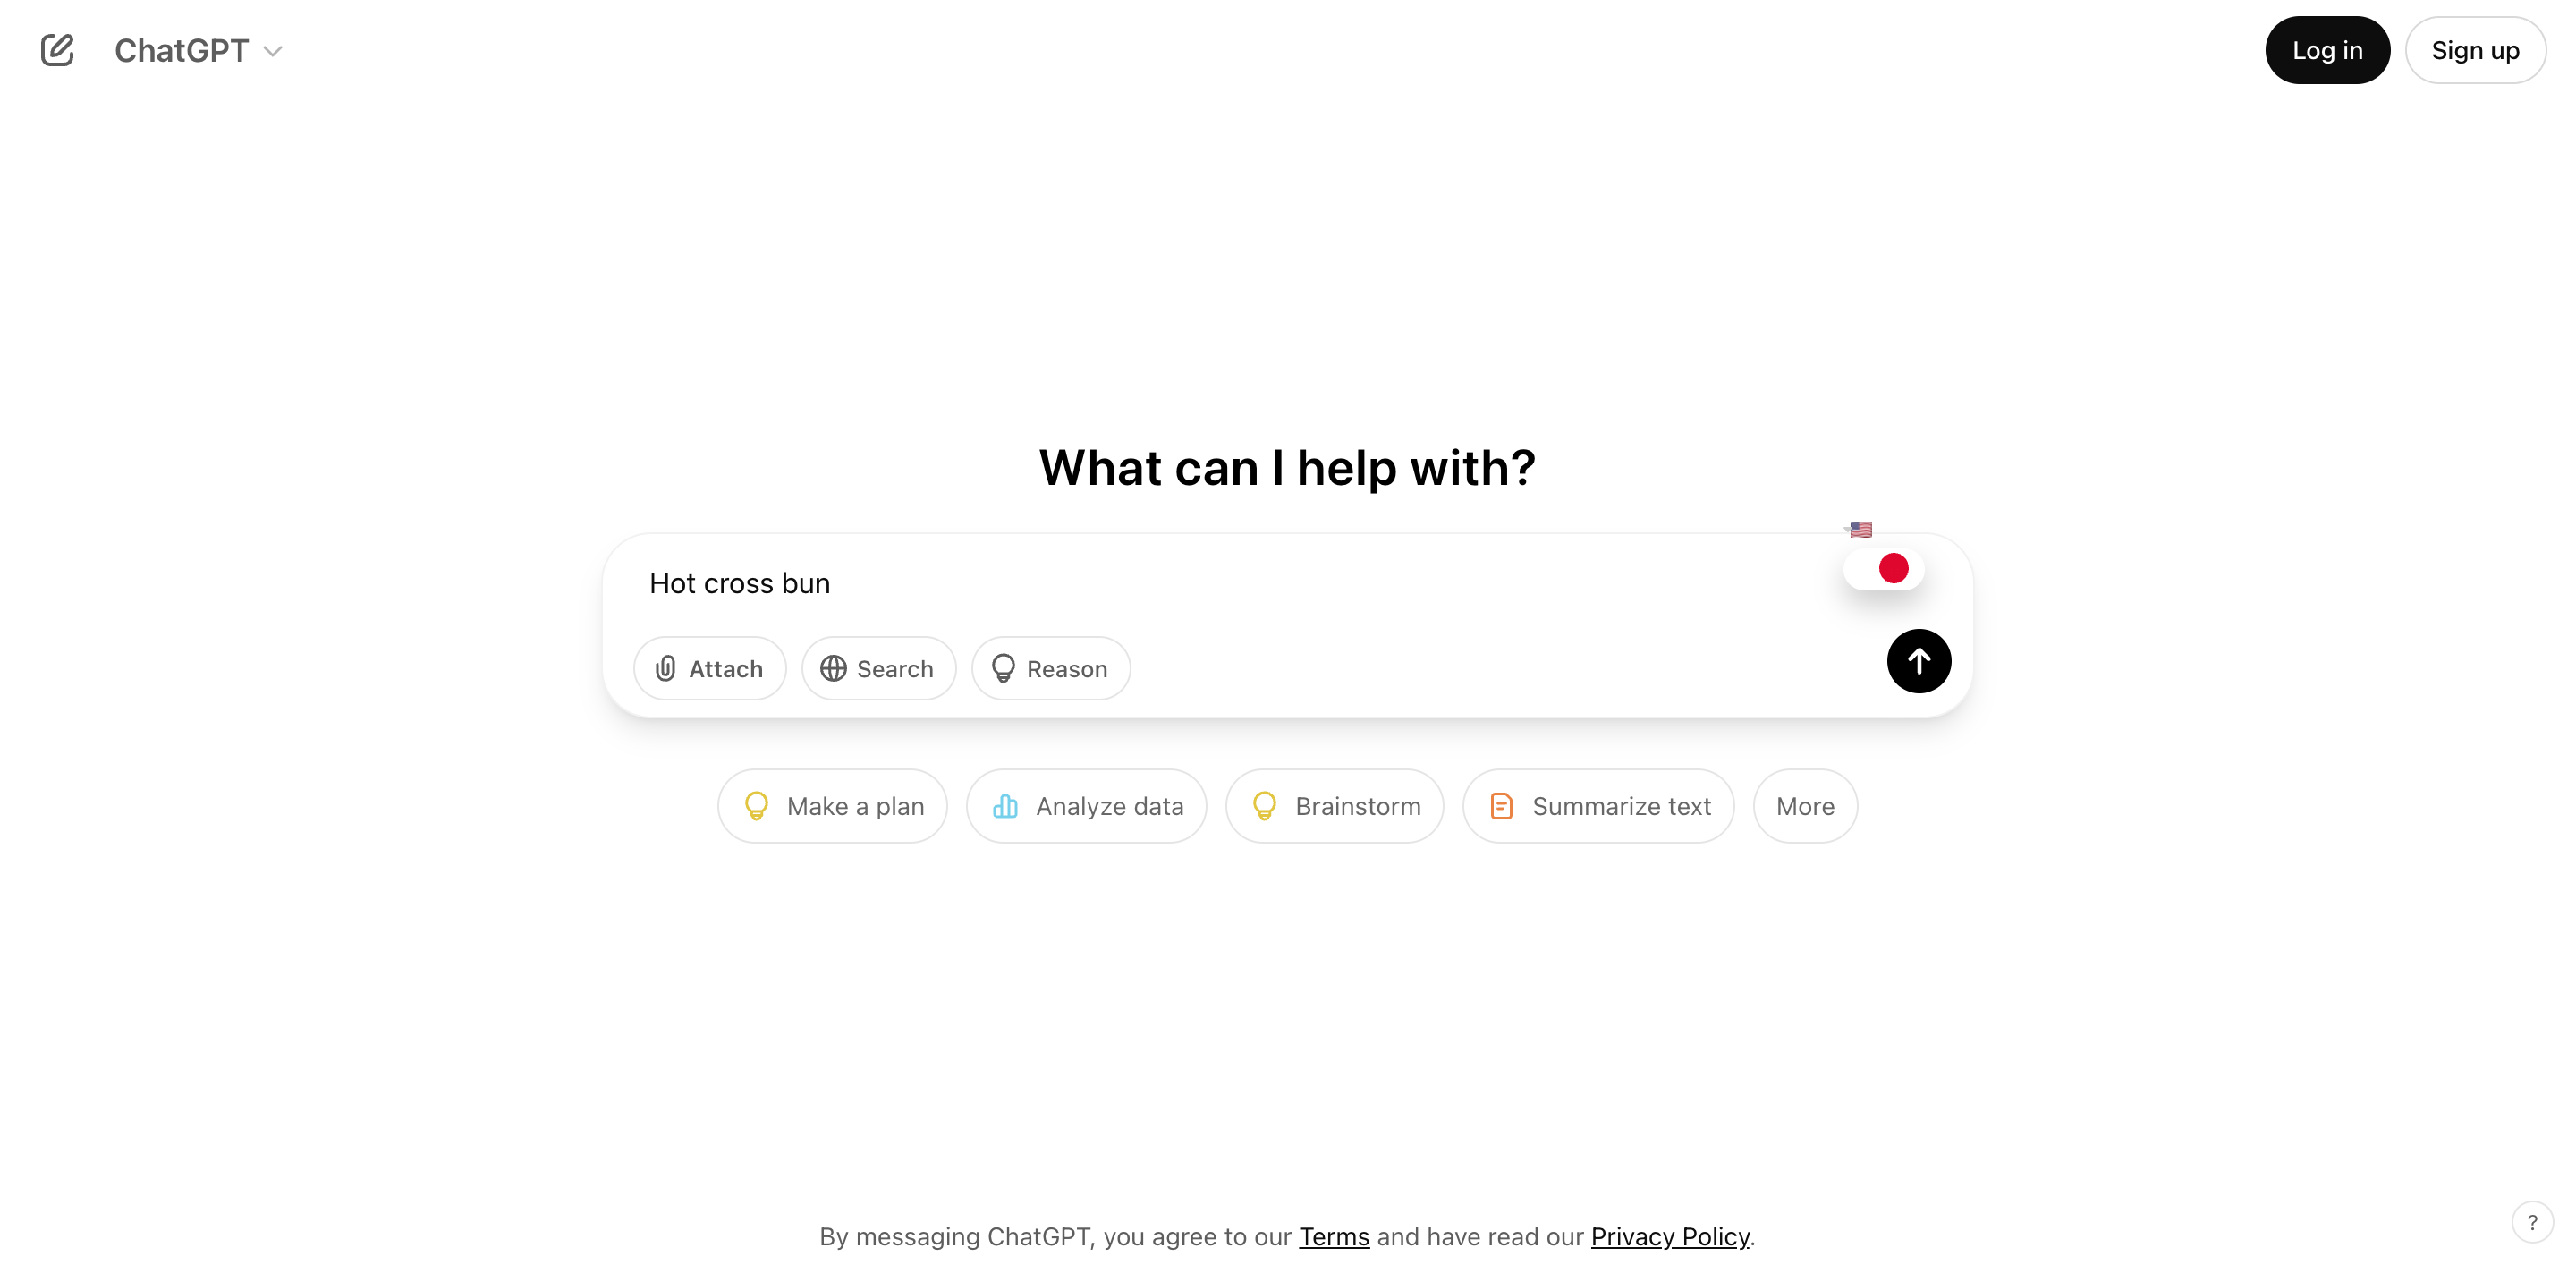 ChatGPT
Log in
Sign up
What can I help with?
Hot cross bun
Attach
Search
Reason
Make a plan
Analyze data
Brainstorm
Summarize text
More
By messaging ChatGPT, you agree to our Terms and have read our Privacy Policy.
?